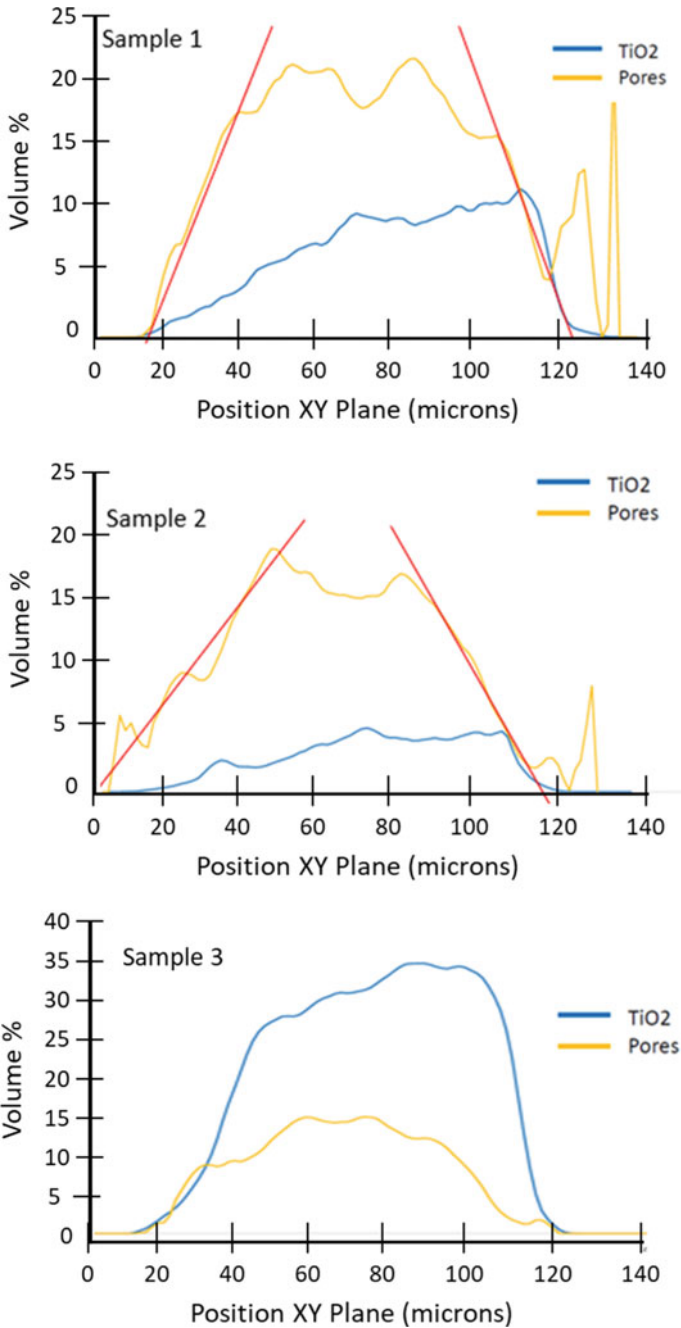 25
Sample 1
TiO2
Pores
20
15
10
5
0
Volume %
0 20 40 60 80 100 120 140
Position XY Plane (microns)
25
Sample 2
TiO2
Pores
20
15
10
5
0
Volume %
0 20 40 60 80 100 120 140
Position XY Plane (microns)
40
Sample 3
35
30
25
TiO2
Pores
20
15
10
5
0
Volume %
0 20 40 60 80 100 120 140
Position XY Plane (microns)